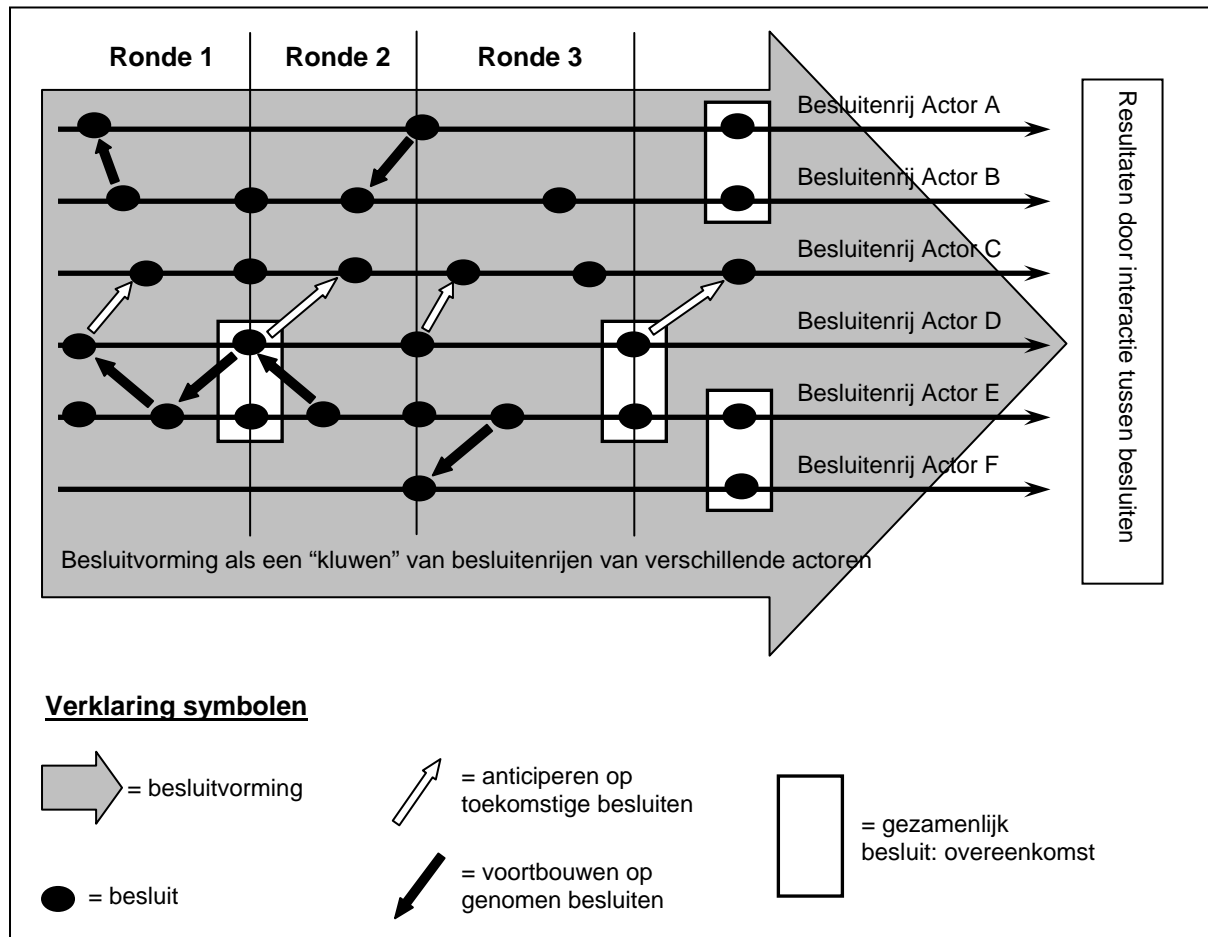 Ronde 1
Ronde 2
Ronde 3
Besluitenrij Actor A
Besluitenrij Actor B
Besluitenrij Actor C
Besluitenrij Actor D
Besluitenrij Actor E
Besluitenrij Actor F
Resultaten door interactie tussen besluiten
Besluitvorming als een “kluwen” van besluitenrijen van verschillende actoren
Verklaring symbolen
= besluitvorming
= anticiperen op
toekomstige besluiten
= gezamenlijk
besluit: overeenkomst
= besluit
= voortbouwen op
genomen besluiten